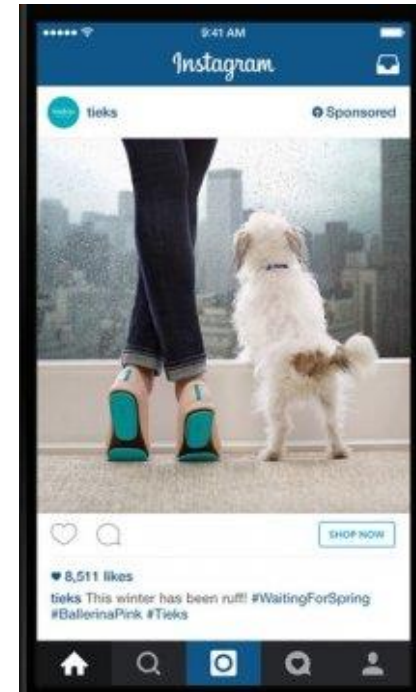 9:41 AM
Instagram
tieks Sponsored
SHOP NOW
8,511 likes
tieks This winter has been ruff! #WaitingForSpring
#BallerinaPink #Tieks